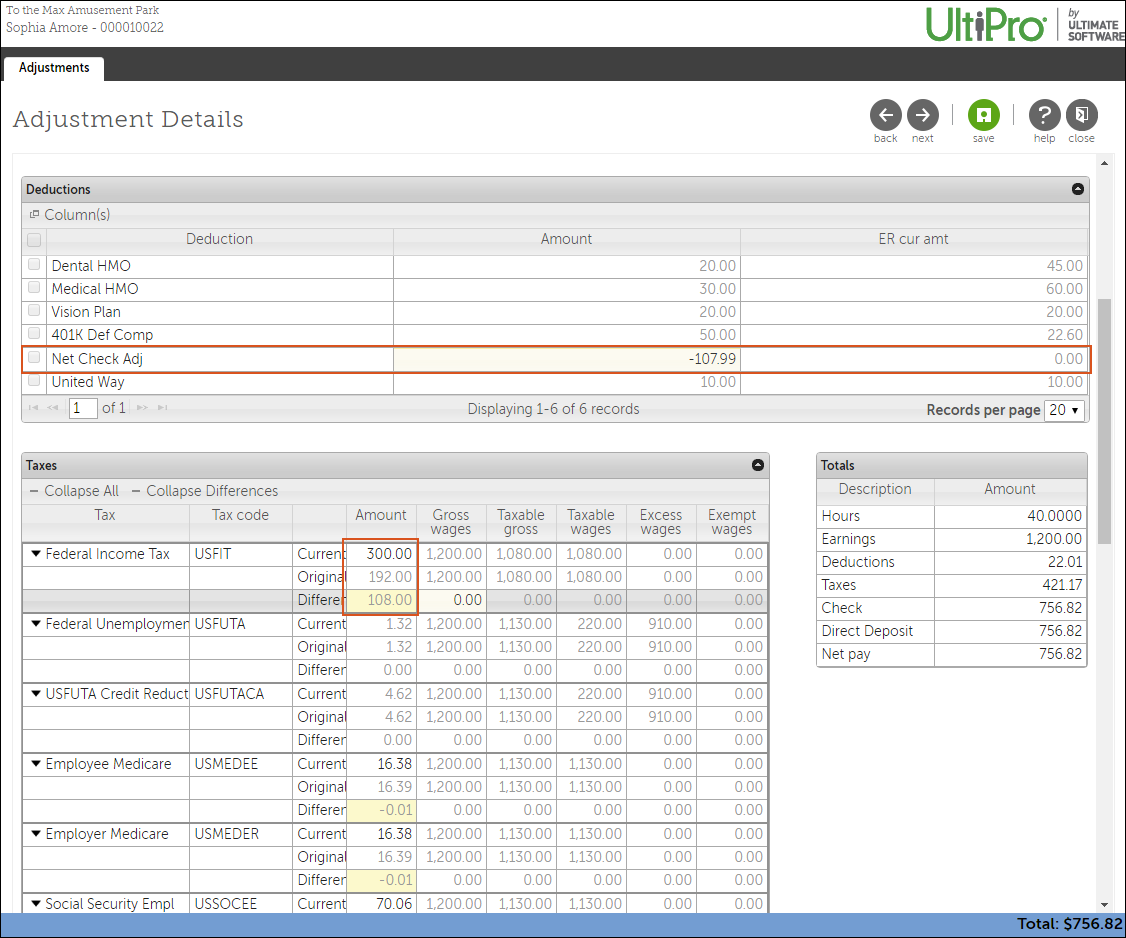 To the Max Amusement Park
Sophia Amore - 000010022
UltiPro by ULTIMATE SOFTWARE
Adjustments
Adjustment Details
back next save help close
Deductions
Column(s)
Deduction Amount ER cur amt
Dental HMO 20.00 45.00
Medical HMO 30.00 60.00
Vision Plan 20.00 20.00
401K Def Comp 50.00 22.60
Net Check Adj -107.99 0.00
United Way 10.00 10.00
1 of 1 Displaying 1-6 of 6 records Records per page 20
Taxes
Collapse All Collapse Differences
Tax Tax code Amount Gross wages Taxable gross Taxable wages Excess wages Exempt wages
Federal Income Tax USFIT Curren 300.00 1,200.00 1,080.00 1,080.00 0.00 0.00
Origina 192.00 1,200.00 1,080.00 1,080.00 0.00 0.00
Differer 108.00 0.00 0.00 0.00 0.00 0.00
Federal Unemploymer USFUTA Current 1.32 1,200.00 1,130.00 220.00 910.00 0.00
Original 1.32 1,200.00 1,130.00 220.00 910.00 0.00
Differer 0.00 0.00 0.00 0.00 0.00 0.00
USFUTA Credit Reduct USFUTACA Current 4.62 1,200.00 1,130.00 220.00 910.00 0.00
Original 4.62 1,200.00 1,130.00 220.00 910.00 0.00
Differer 0.00 0.00 0.00 0.00 0.00 0.00
Employee Medicare USMEDEE Current 16.38 1,200.00 1,130.00 1,130.00 0.00 0.00
Original 16.39 1,200.00 1,130.00 1,130.00 0.00 0.00
Differer -0.01 0.00 0.00 0.00 0.00 0.00
Employer Medicare USMEDER Current 16.38 1,200.00 1,130.00 1,130.00 0.00 0.00
Original 16.39 1,200.00 1,130.00 1,130.00 0.00 0.00
Differer -0.01 0.00 0.00 0.00 0.00 0.00
Social Security Empl USSOCEE Current 70.06 1,200.00 1,130.00 1,130.00 0.00 0.00
Totals
Description Amount
Hours 40.0000
Earnings 1,200.00
Deductions 22.01
Taxes 421.17
Check 756.82
Direct Deposit 756.82
Net pay 756.82
Total: $756.82